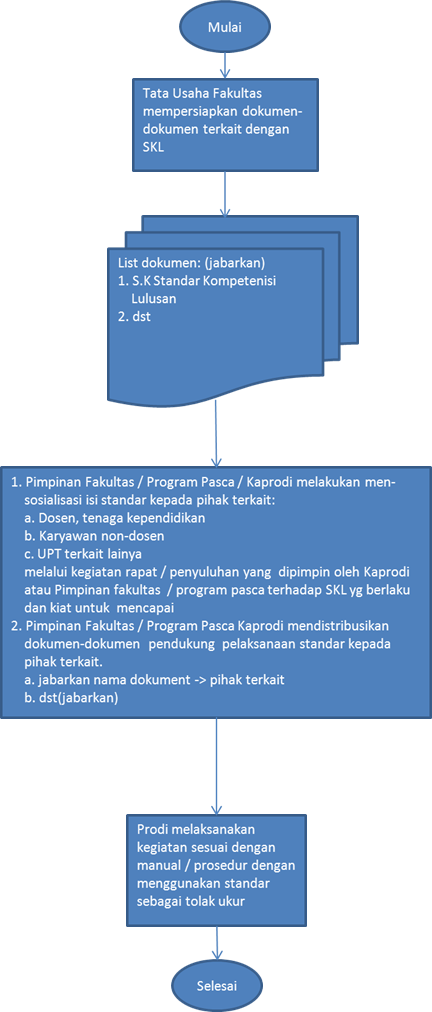 Mulai
Tata Usaha Fakultas
mempersiapkan dokumen-
dokumen terkait dengan
SKL
List dokumen: (jabarkan)
1. S.K Standar Kompetenisi
Lulusan
2. dst
1. Pimpinan Fakultas / Program Pasca / Kaprodi melakukan men-
sosialisasi isi standar kepada pihak terkait:
a. Dosen, tenaga kependidikan
b. Karyawan non-dosen
c. UPT terkait lainya
melalui kegiatan rapat / penyuluhan yang dipimpin oleh Kaprodi
atau Pimpinan fakultas / program pasca terhadap SKL yg berlaku
dan kiat untuk mencapai
2. Pimpinan Fakultas / Program Pasca Kaprodi mendistribusikan
dokumen-dokumen pendukung pelaksanaan standar kepada
pihak terkait.
a. jabarkan nama dokument -> pihak terkait
b. dst(jabarkan)
Prodi melaksanakan
kegiatan sesuai dengan
manual / prosedur dengan
menggunakan standar
sebagai tolak ukur
Selesai